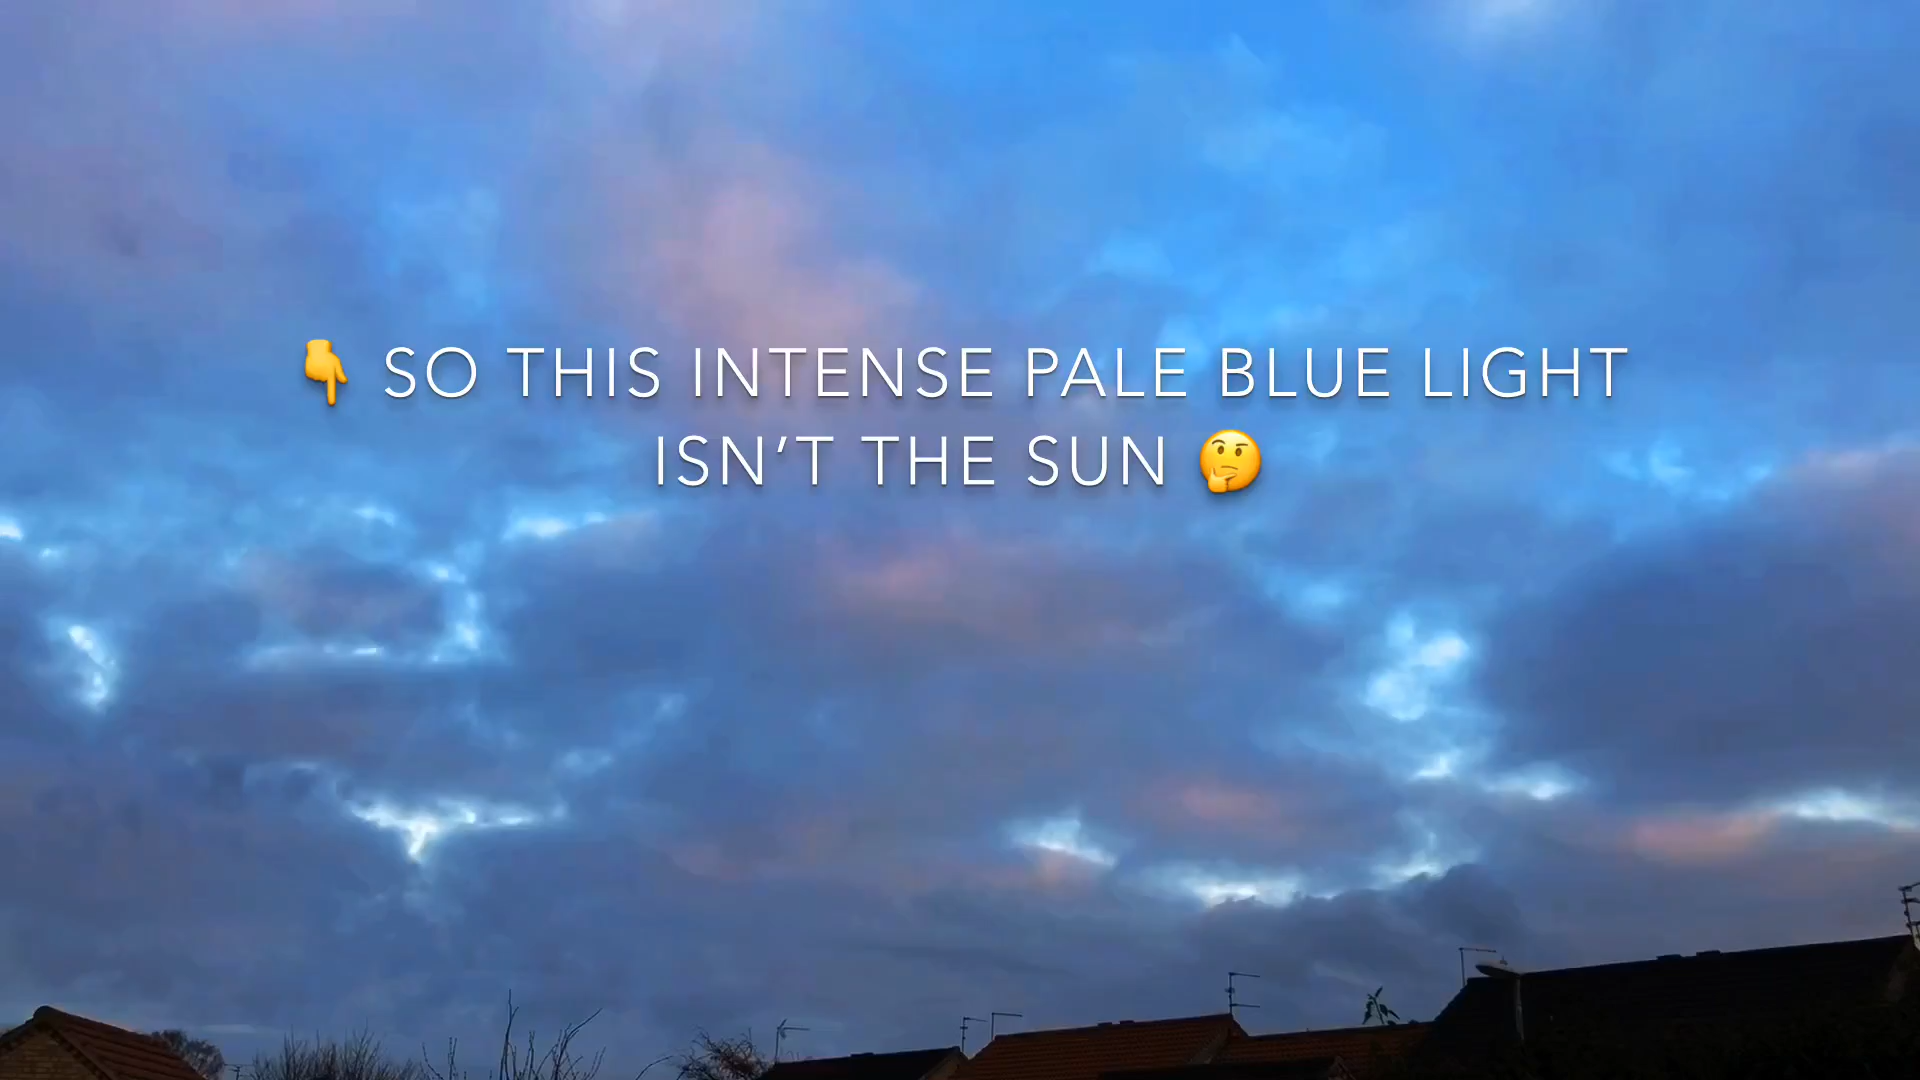 👇 SO THIS INTENSE PALE BLUE LIGHT
ISN’T THE SUN 🤔